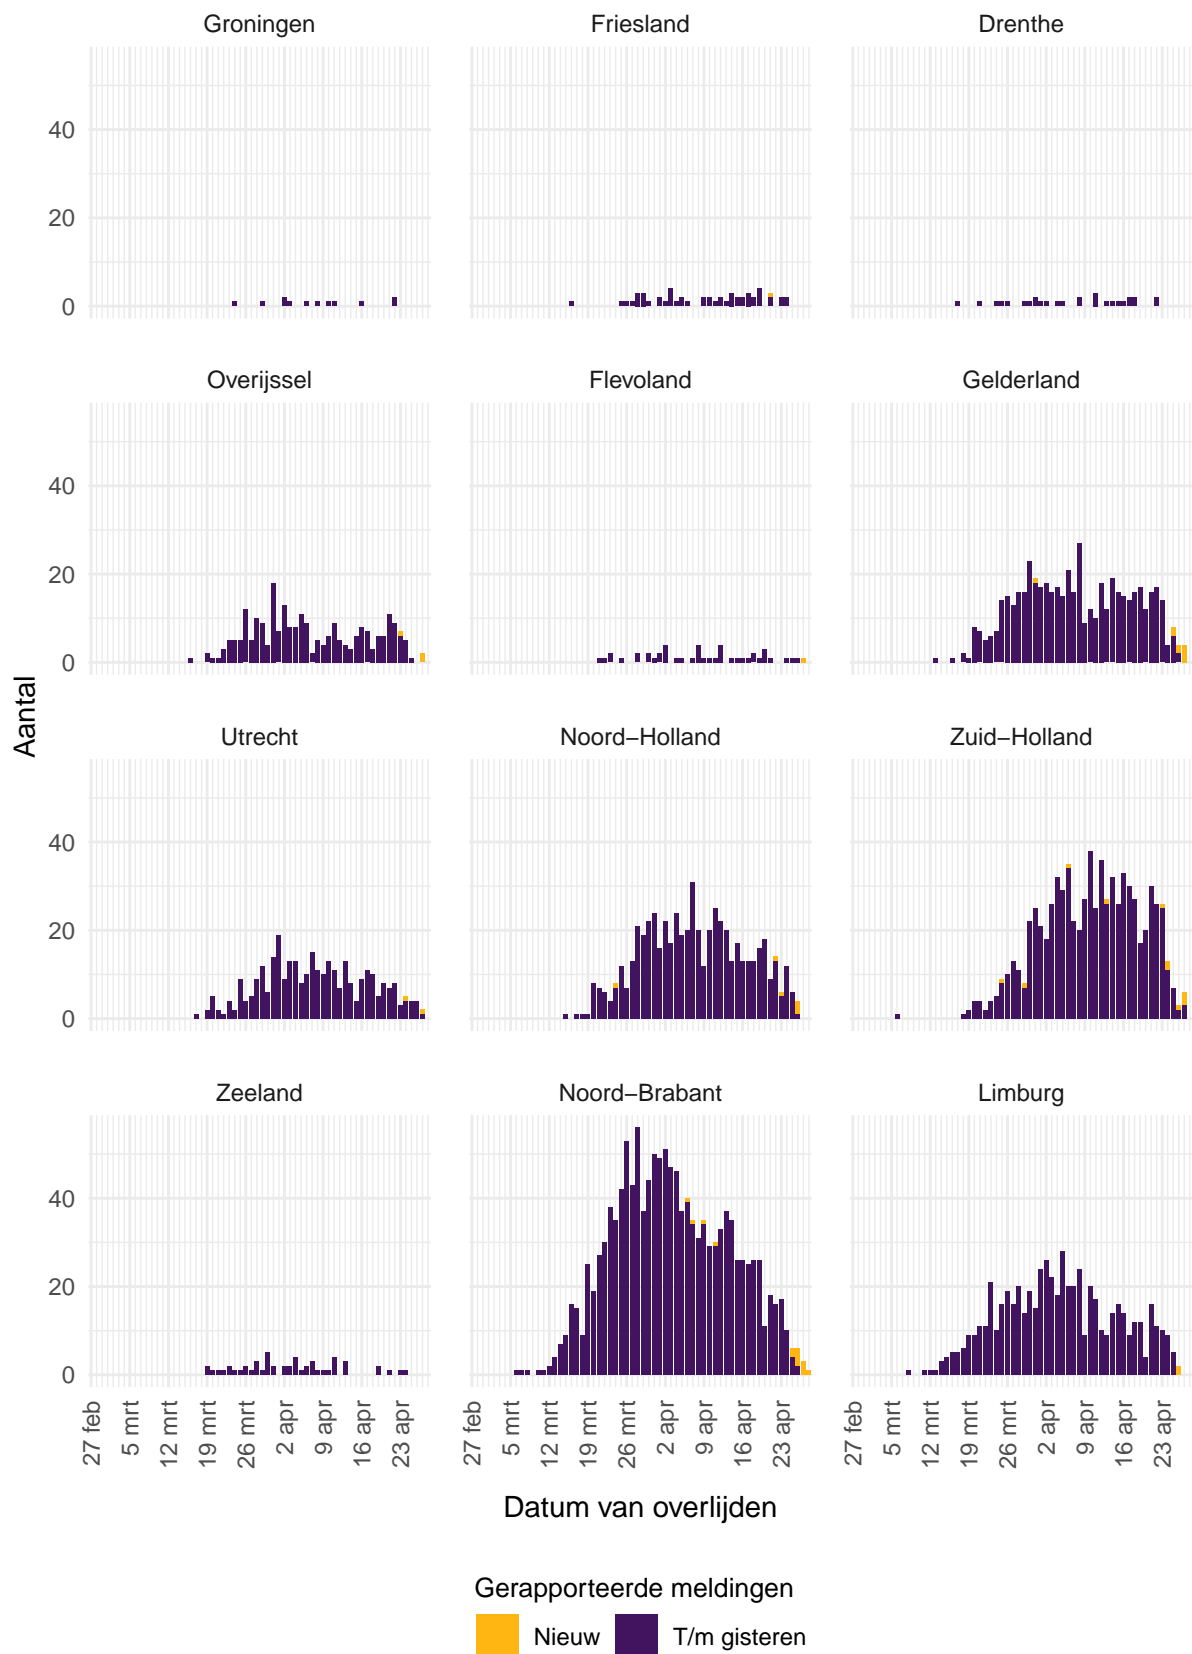 Groningen Friesland Drenthe
40
20
0
Overijssel Flevoland Gelderland
40
20
0
Aantal
Utrecht Noord−Holland Zuid−Holland
40
20
0
Zeeland Noord−Brabant Limburg
40
20
0
27 feb 5 mrt 12 mrt 19 mrt 26 mrt 2 apr 9 apr 16 apr 23 apr 27 feb 5 mrt 12 mrt 19 mrt 26 mrt 2 apr 9 apr 16 apr 23 apr 27 feb 5 mrt 12 mrt 19 mrt 26 mrt 2 apr 9 apr 16 apr 23 apr
Datum van overlijden
Gerapporteerde meldingen
Nieuw T/m gisteren